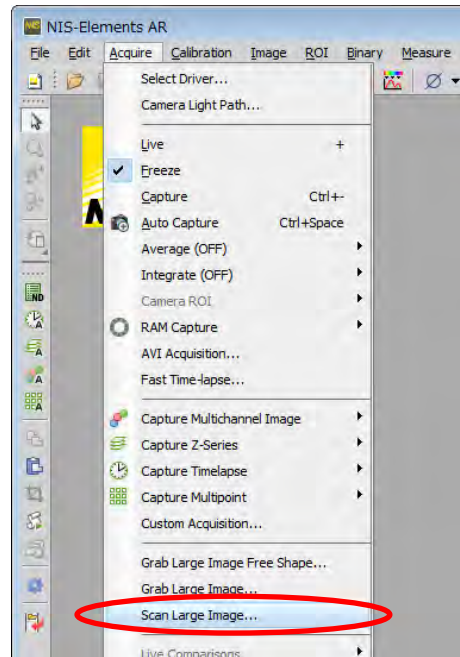 NIS-Elements AR
File Edit Acquire Calibration Image ROI Binary Measure
Select Driver...
Camera Light Path...
Live +
Freeze
Capture Ctrl+-
Auto Capture Ctrl+Space
Average (OFF)
Integrate (OFF)
Camera ROI
RAM Capture
AVI Acquisition...
Fast Time-lapse...
Capture Multichannel Image
Capture Z-Series
Capture Timelapse
Capture Multipoint
Custom Acquisition...
Grab Large Image Free Shape...
Grab Large Image...
Scan Large Image...
Live Comparisons